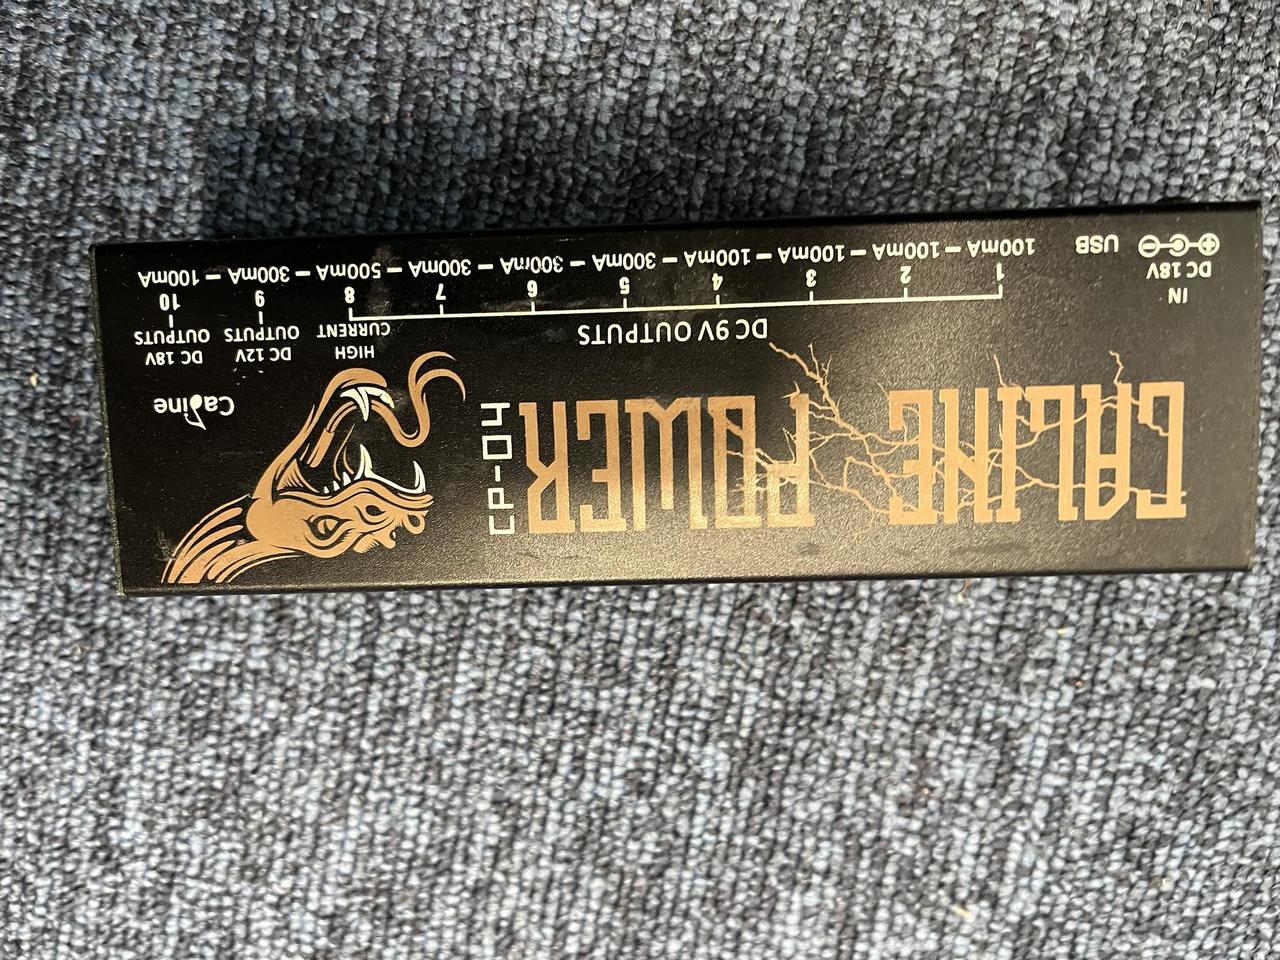 CALINE POWER CP-04
Caline
DC 9V OUTPUTS
HIGH CURRENT
DC 12V OUTPUTS
DC 18V OUTPUTS
IN
DC 18V
USB
1 2 3 4 5 6 7 8 9 10
100mA – 100mA – 100mA – 100mA – 300mA – 300mA – 300mA – 500mA – 300mA – 100mA